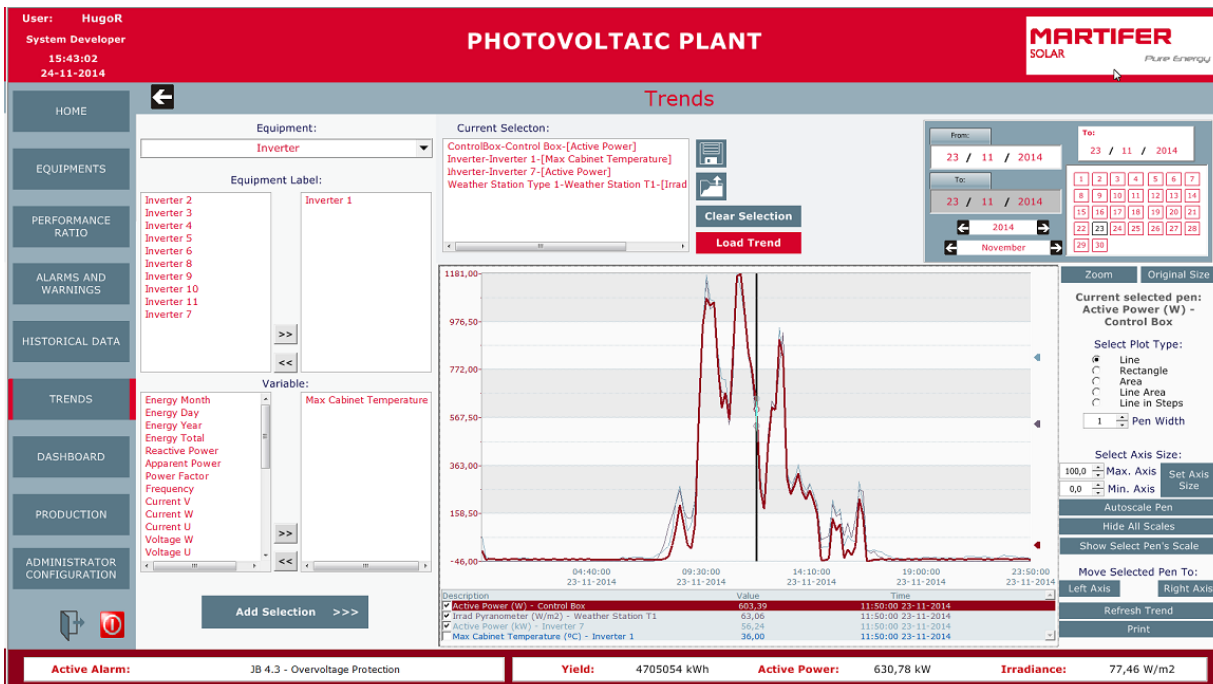 User: HugoR
System Developer
15:43:02
24-11-2014
PHOTOVOLTAIC PLANT
MARTIFER
SOLAR
Pure Energy
HOME
EQUIPMENTS
PERFORMANCE
RATIO
ALARMS AND
WARNINGS
HISTORICAL DATA
TRENDS
DASHBOARD
PRODUCTION
ADMINISTRATOR
CONFIGURATION
Trends
Equipment:
Inverter
Equipment Label:
Inverter 2
Inverter 3
Inverter 4
Inverter 5
Inverter 6
Inverter 8
Inverter 9
Inverter 10
Inverter 11
Inverter 7
>>
<<
Inverter 1
Variable:
Energy Month
Energy Day
Energy Year
Energy Total
Reactive Power
Apparent Power
Power Factor
Frequency
Current V
Current W
Current U
Voltage W
Voltage U
>>
<<
Max Cabinet Temperature
Add Selection >>>
Current Selecton:
ControlBox-Control Box-[Active Power]
Inverter-Inverter 1-[Max Cabinet Temperature]
Inverter-Inverter 7-[Active Power]
Weather Station Type 1-Weather Station T1-[Irrad
Clear Selection
Load Trend
From:
23 / 11 / 2014
To:
23 / 11 / 2014
2014
November
To:
23 / 11 / 2014
1 2 3 4 5 6 7
8 9 10 11 12 13 14
15 16 17 18 19 20 21
22 23 24 25 26 27 28
29 30
1181,00
976,50
772,00
567,50
363,00
158,50
-46,00
04:40:00 09:30:00 14:10:00 19:00:00 23:50:00
23-11-2014 23-11-2014 23-11-2014 23-11-2014 23-11-2014
Description Value Time
Active Power (W) - Control Box 603,39 11:50:00 23-11-2014
Irrad Pyranometer (W/m2) - Weather Station T1 63,06 11:50:00 23-11-2014
Active Power (kW) - Inverter 7 56,24 11:50:00 23-11-2014
Max Cabinet Temperature (ºC) - Inverter 1 36,00 11:50:00 23-11-2014
Zoom
Original Size
Current selected pen:
Active Power (W) -
Control Box
Select Plot Type:
Line
Rectangle
Area
Line Area
Line in Steps
1 Pen Width
Select Axis Size:
100,0 Max. Axis
0,0 Min. Axis
Set Axis
Size
Autoscale Pen
Hide All Scales
Show Select Pen's Scale
Move Selected Pen To:
Left Axis
Right Axis
Refresh Trend
Print
Active Alarm: JB 4.3 - Overvoltage Protection
Yield: 4705054 kWh Active Power: 630,78 kW Irradiance: 77,46 W/m2